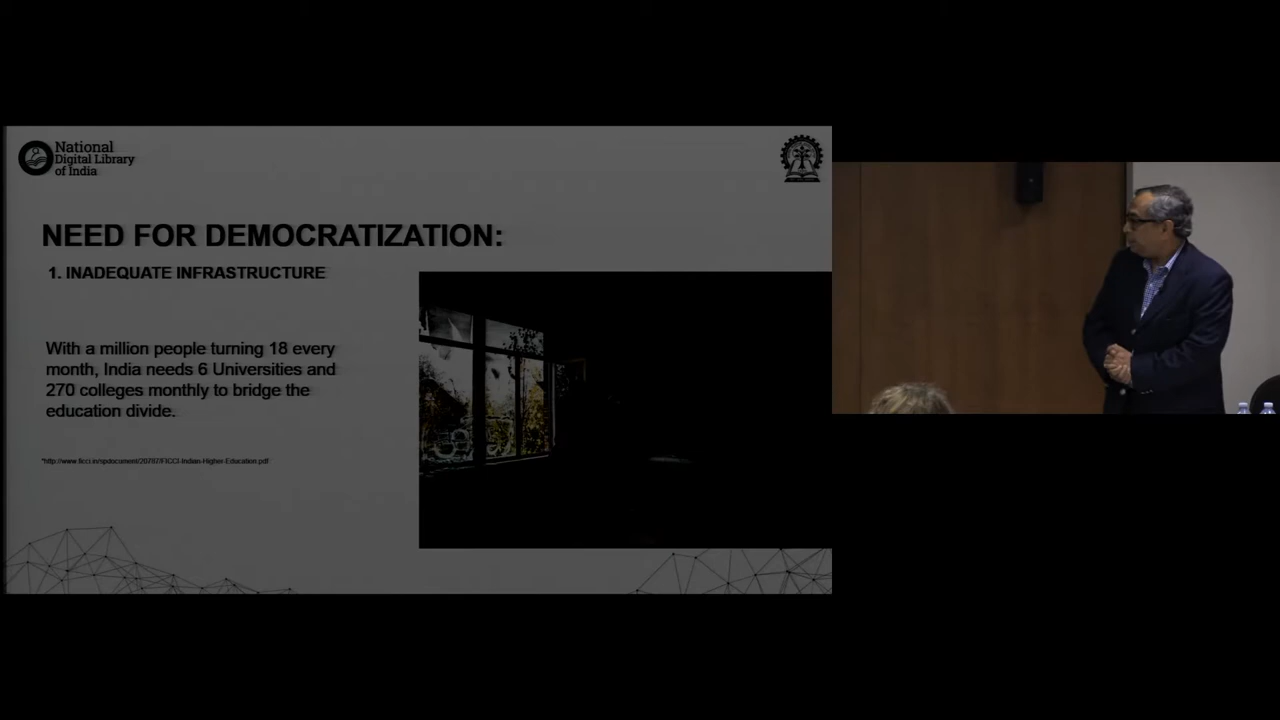 National
Digital Library
of India
NEED FOR DEMOCRATIZATION:
1. INADEQUATE INFRASTRUCTURE
With a million people turning 18 every
month, India needs 6 Universities and
270 colleges monthly to bridge the
education divide.